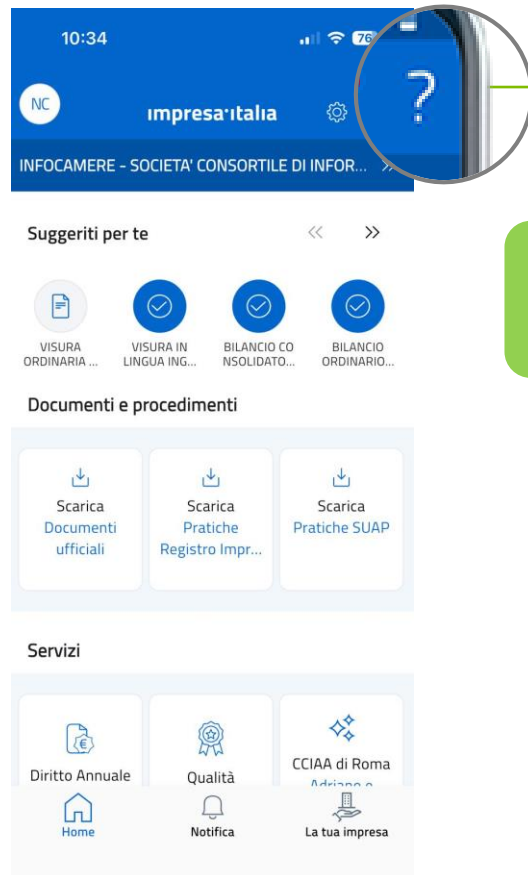 10:34
76
?
NC
impresa italia
INFOCAMERE - SOCIETA' CONSORTILE DI INFOR... »
Suggeriti per te
VISURA ORDINARIA ...
VISURA IN LINGUA ING...
BILANCIO CO NSOLIDATO...
BILANCIO ORDINARIO...
Documenti e procedimenti
Scarica
Documenti
ufficiali
Scarica
Pratiche
Registro Impr...
Scarica
Pratiche SUAP
Servizi
Diritto Annuale
Qualità
CCIAA di Roma
Home
Notifica
La tua impresa